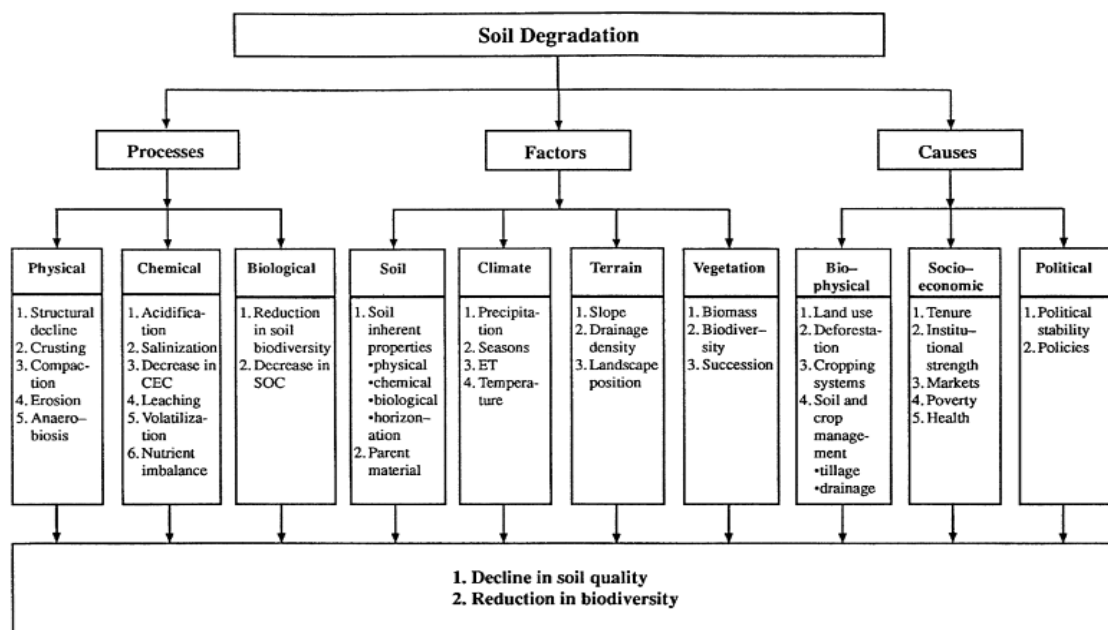 Soil Degradation
Processes
Factors
Causes
Physical
1. Structural
decline
2. Crusting
3. Compac-
tion
4. Erosion
5. Anaero-
biosis
Chemical
1. Acidifica-
tion
2. Salinization
3. Decrease in
CEC
4. Leaching
5. Volatiliza-
tion
6. Nutrient
imbalance
Biological
1. Reduction
in soil
biodiversity
2. Decrease in
SOC
Soil
1. Soil
inherent
properties
•physical
•chemical
•biological
•horizon-
ation
2. Parent
material
Climate
1. Precipita-
tion
2. Seasons
3. ET
4. Tempera-
ture
Terrain
1. Slope
2. Drainage
density
3. Landscape
position
Vegetation
1. Biomass
2. Biodiver-
sity
3. Succession
Bio-
physical
1. Land use
2. Deforesta-
tion
3. Cropping
systems
4. Soil and
crop
manage-
ment
•tillage
•drainage
Socio-
economic
1. Tenure
2. Institu-
tional
strength
3. Markets
4. Poverty
5. Health
Political
1. Political
stability
2. Policies
1. Decline in soil quality
2. Reduction in biodiversity